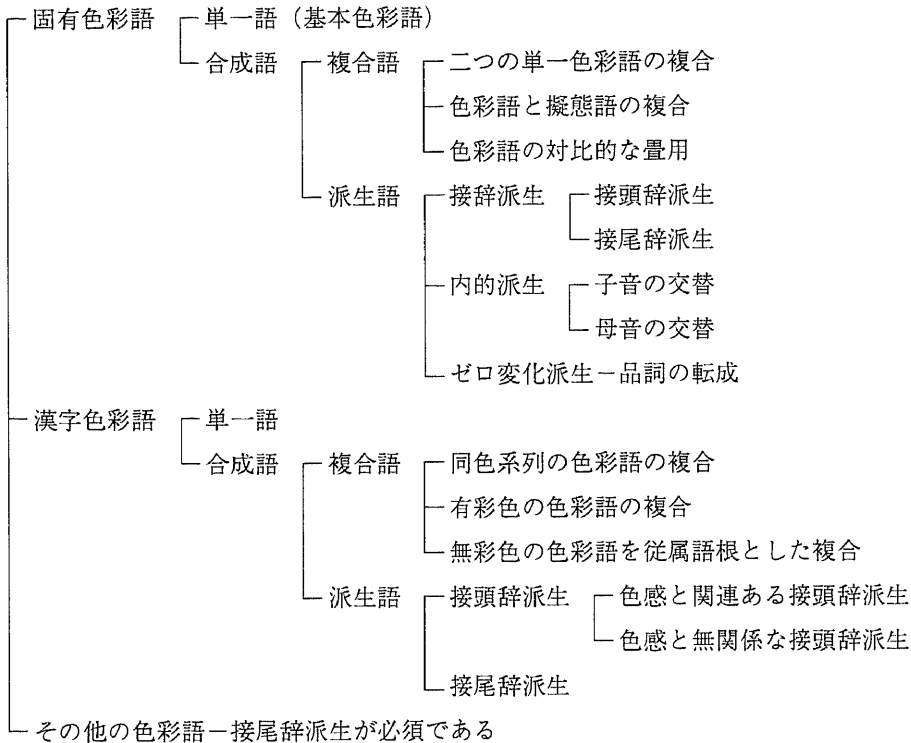 固有色彩語 単一語（基本色彩語）
合成語 複合語 二つの単一色彩語の複合
色彩語と擬態語の複合
色彩語の対比的な畳用
派生語 接辞派生 接頭辞派生
接尾辞派生
内的派生 子音の交替
母音の交替
ゼロ変化派生－品詞の転成
漢字色彩語 単一語
合成語 複合語 同色系列の色彩語の複合
有彩色の色彩語の複合
無彩色の色彩語を従属語根とした複合
派生語 接頭辞派生 色感と関連ある接頭辞派生
色感と無関係な接頭辞派生
接尾辞派生
その他の色彩語－接尾辞派生が必須である